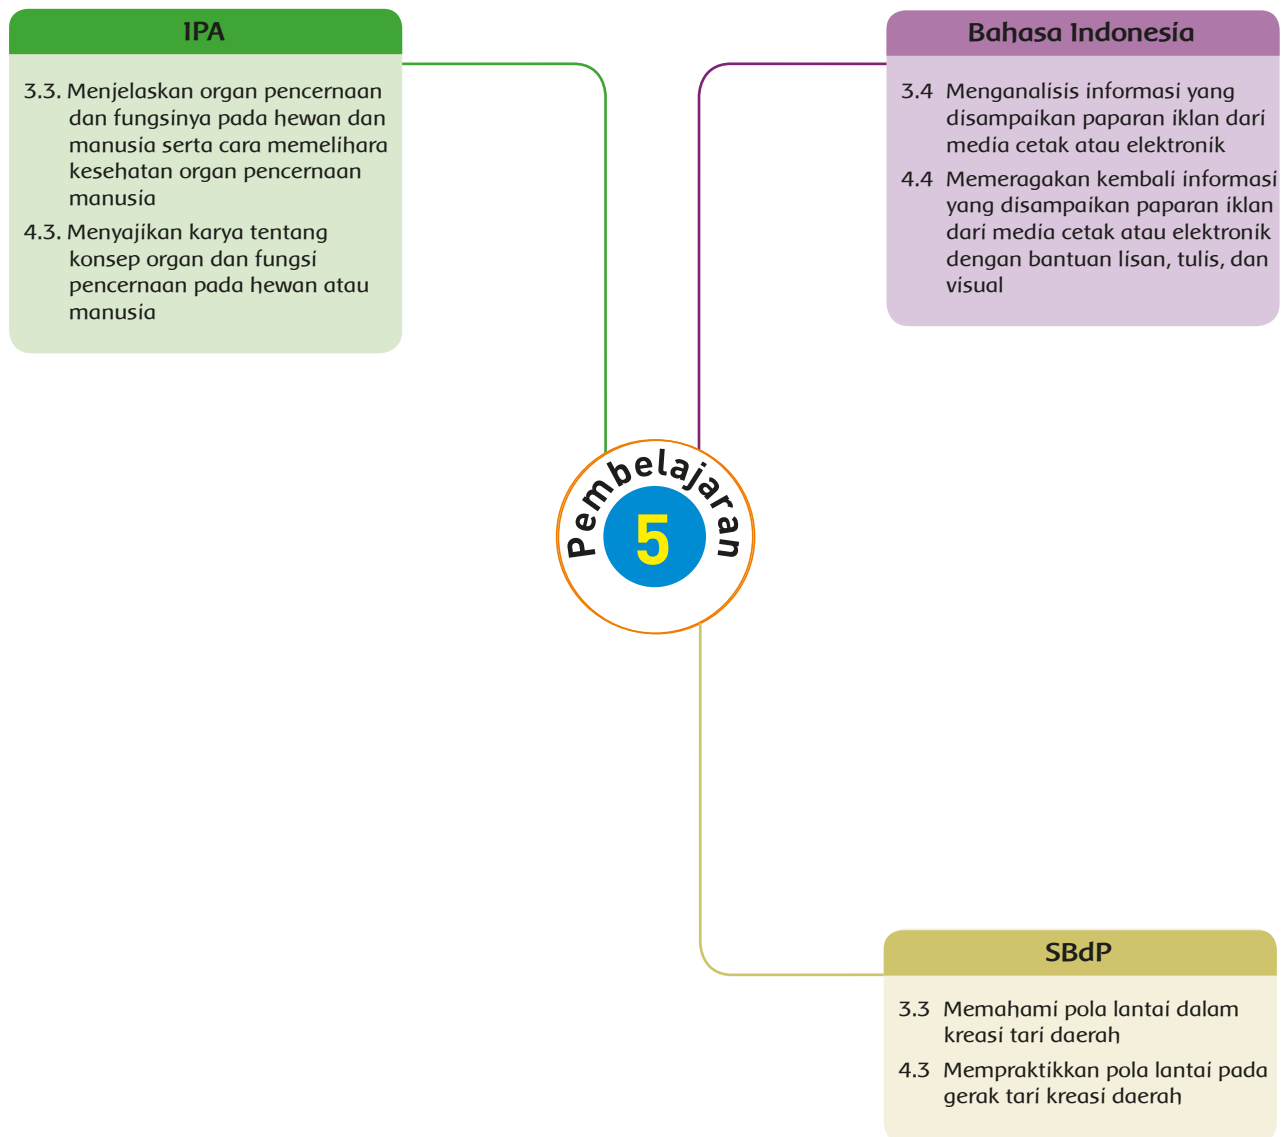 IPA
3.3. Menjelaskan organ pencernaan
dan fungsinya pada hewan dan
manusia serta cara memelihara
kesehatan organ pencernaan
manusia
4.3. Menyajikan karya tentang
konsep organ dan fungsi
pencernaan pada hewan atau
manusia
Bahasa Indonesia
3.4 Menganalisis informasi yang
disampaikan paparan iklan dari
media cetak atau elektronik
4.4 Memeragakan kembali informasi
yang disampaikan paparan iklan
dari media cetak atau elektronik
dengan bantuan lisan, tulis, dan
visual
Pembelajaran
5
SBdP
3.3 Memahami pola lantai dalam
kreasi tari daerah
4.3 Mempraktikkan pola lantai pada
gerak tari kreasi daerah